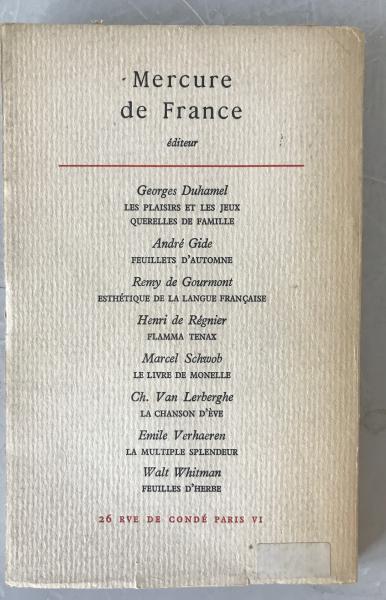 Mercure
de France
éditeur
Georges Duhamel
LES PLAISIRS ET LES JEUX
QUERELLES DE FAMILLE
André Gide
FEUILLETS D'AUTOMNE
Remy de Gourmont
ESTHÉTIQUE DE LA LANGUE FRANÇAISE
Henri de Régnier
FLAMMA TENAX
Marcel Schwob
LE LIVRE DE MONELLE
Ch. Van Lerberghe
LA CHANSON D'ÈVE
Emile Verhaeren
LA MULTIPLE SPLENDEUR
Walt Whitman
FEUILLES D'HERBE
26 RVE DE CONDÉ PARIS VI